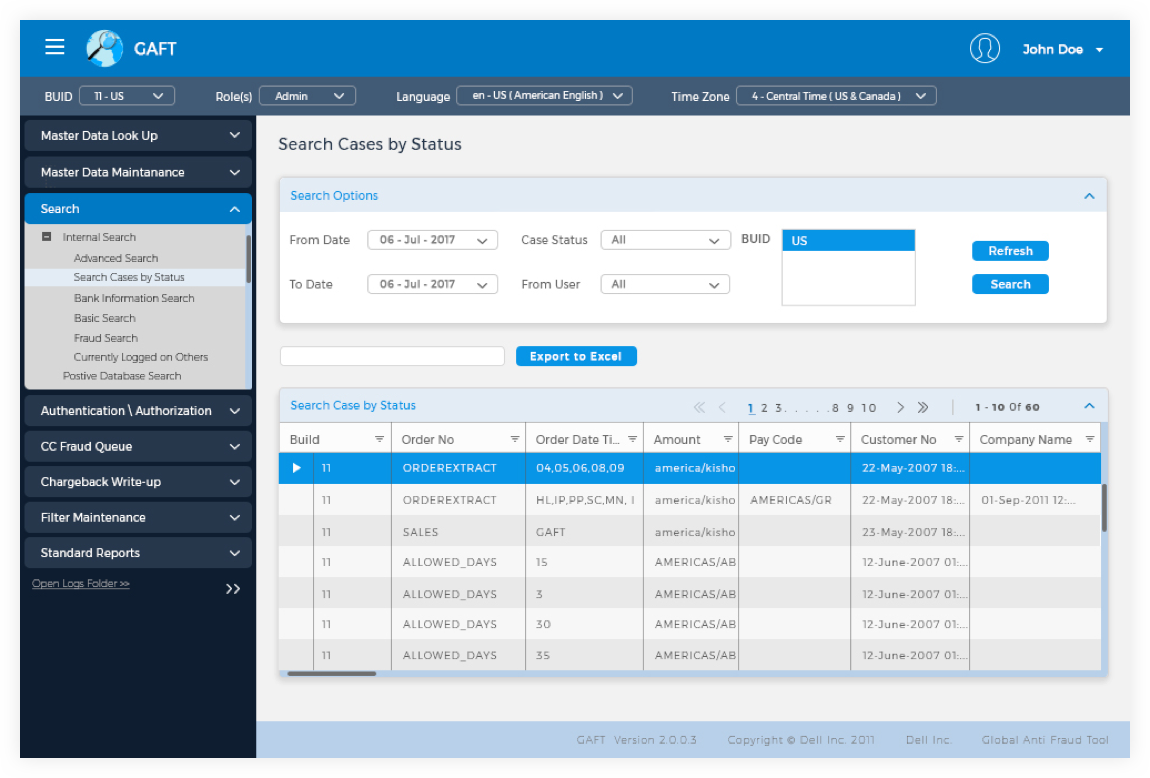 GAFT
John Doe
BUID 11 - US Role(s) Admin Language en - US ( American English ) Time Zone 4 - Central Time ( US & Canada )
Master Data Look Up
Master Data Maintanance
Search
Internal Search
Advanced Search
Search Cases by Status
Bank Information Search
Basic Search
Fraud Search
Currently Logged on Others
Postive Database Search
Authentication \ Authorization
CC Fraud Queue
Chargeback Write-up
Filter Maintenance
Standard Reports
Open Logs Folder >>
Search Cases by Status
Search Options
From Date 06 - Jul - 2017 Case Status All BUID US
Refresh
To Date 06 - Jul - 2017 From User All
Search
Export to Excel
Search Case by Status 1 2 3. . . . . .8 9 10 1 - 10 Of 60
Build Order No Order Date Ti... Amount Pay Code Customer No Company Name
11 ORDEREXTRACT 04,05,06,08,09 america/kisho 22-May-2007 18:...
11 ORDEREXTRACT HL,IP,PP,SC,MN, I america/kisho AMERICAS/GR 22-May-2007 18:... 01-Sep-2011 12:...
11 SALES GAFT america/kisho 23-May-2007 18:...
11 ALLOWED_DAYS 15 AMERICAS/AB 12-June-2007 01:...
11 ALLOWED_DAYS 3 AMERICAS/AB 12-June-2007 01:...
11 ALLOWED_DAYS 30 AMERICAS/AB 12-June-2007 01:...
11 ALLOWED_DAYS 35 AMERICAS/AB 12-June-2007 01:...
GAFT Version 2.0.0.3 Copyright © Dell Inc. 2011 Dell Inc. Global Anti Fraud Tool